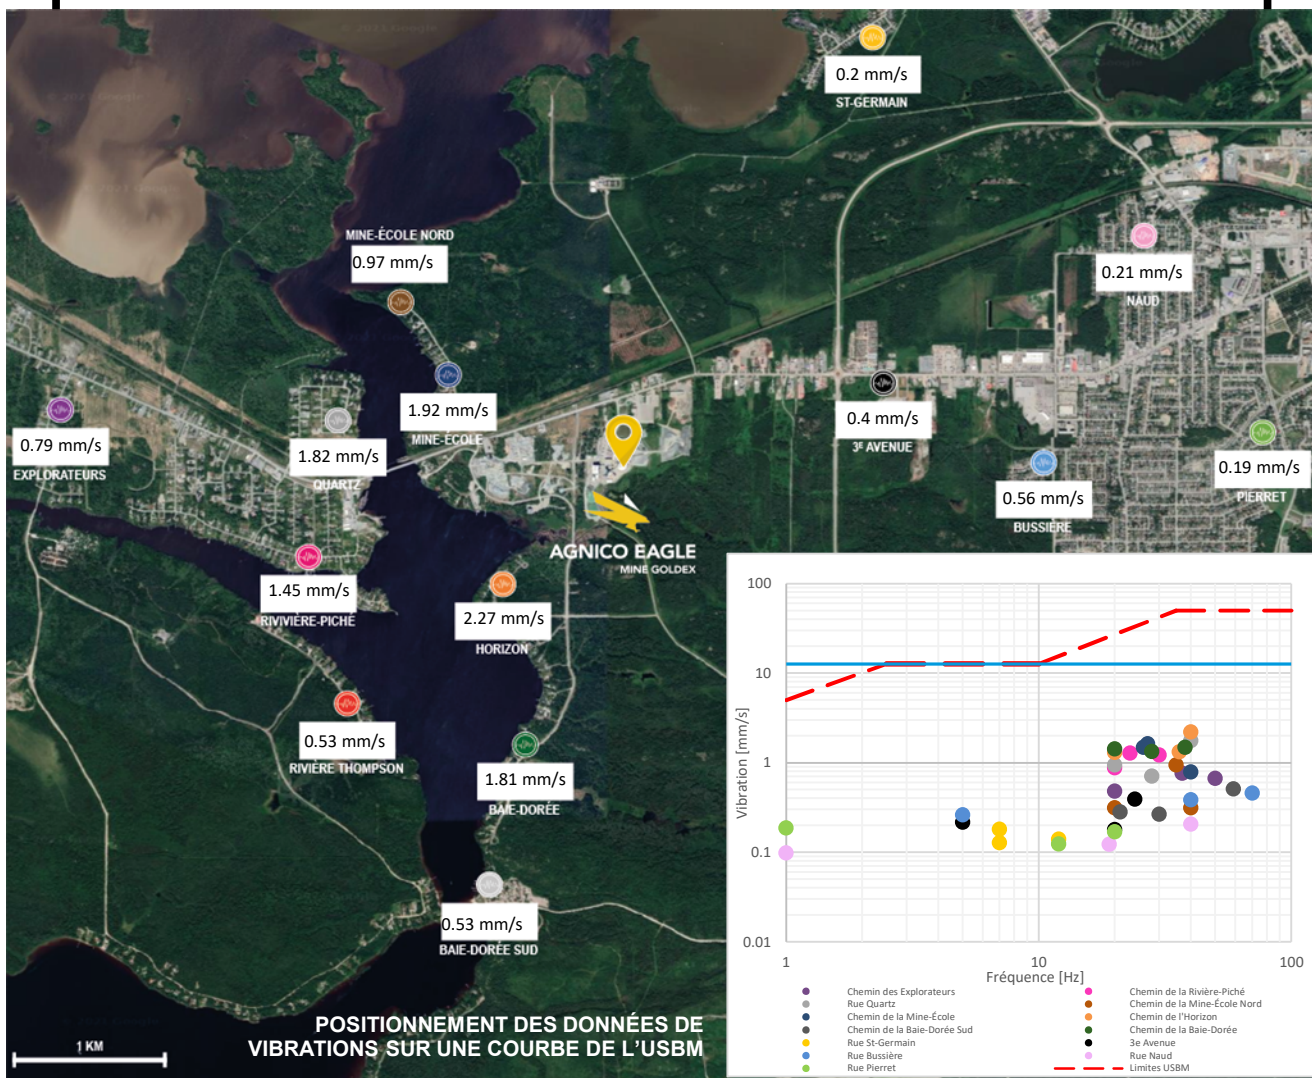 © 2021 Google
0.2 mm/s
ST-GERMAIN
MINE-ÉCOLE NORD
0.97 mm/s
0.21 mm/s
NAUD
1.92 mm/s
MINE-ÉCOLE
0.4 mm/s
3E AVENUE
0.79 mm/s
EXPLORATEURS
1.82 mm/s
QUARTZ
0.19 mm/s
PIERRET
0.56 mm/s
BUSSIÈRE
AGNICO EAGLE
MINE GOLDEX
1.45 mm/s
RIVIVIÈRE-PICHÉ
2.27 mm/s
HORIZON
0.53 mm/s
RIVIÈRE THOMPSON
1.81 mm/s
BAIE-DORÉE
0.53 mm/s
BAIE-DORÉE SUD
POSITIONNEMENT DES DONNÉES DE
VIBRATIONS SUR UNE COURBE DE L'USBM
1 KM
Vibration [mm/s]
100
10
1
0.1
0.01
1
10
100
Fréquence [Hz]
Chemin des Explorateurs
Chemin de la Rivière-Piché
Rue Quartz
Chemin de la Mine-École Nord
Chemin de la Mine-École
Chemin de l'Horizon
Chemin de la Baie-Dorée Sud
Chemin de la Baie-Dorée
Rue St-Germain
3e Avenue
Rue Bussière
Rue Naud
Rue Pierret
Limites USBM